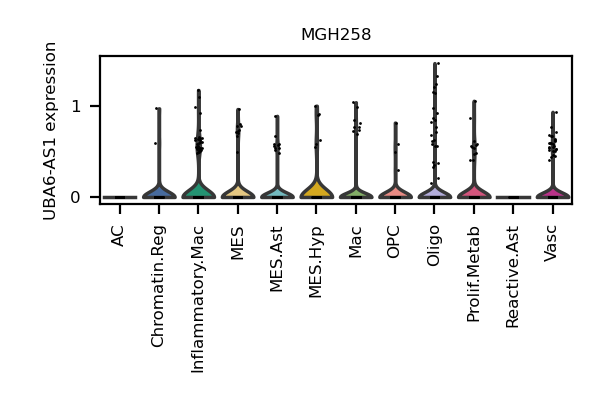 MGH258
UBA6-AS1 expression
1
0
AC
Chromatin.Reg
Inflammatory.Mac
MES
MES.Ast
MES.Hyp
Mac
OPC
Oligo
Prolif.Metab
Reactive.Ast
Vasc